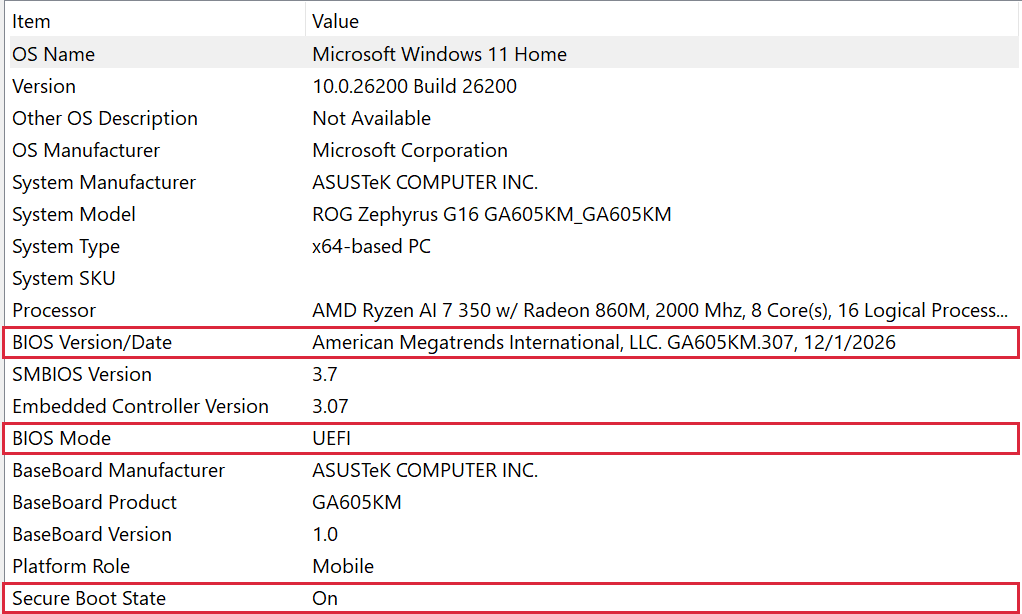 Item Value
OS Name Microsoft Windows 11 Home
Version 10.0.26200 Build 26200
Other OS Description Not Available
OS Manufacturer Microsoft Corporation
System Manufacturer ASUSTeK COMPUTER INC.
System Model ROG Zephyrus G16 GA605KM_GA605KM
System Type x64-based PC
System SKU
Processor AMD Ryzen AI 7 350 w/ Radeon 860M, 2000 Mhz, 8 Core(s), 16 Logical Process...
BIOS Version/Date American Megatrends International, LLC. GA605KM.307, 12/1/2026
SMBIOS Version 3.7
Embedded Controller Version 3.07
BIOS Mode UEFI
BaseBoard Manufacturer ASUSTeK COMPUTER INC.
BaseBoard Product GA605KM
BaseBoard Version 1.0
Platform Role Mobile
Secure Boot State On